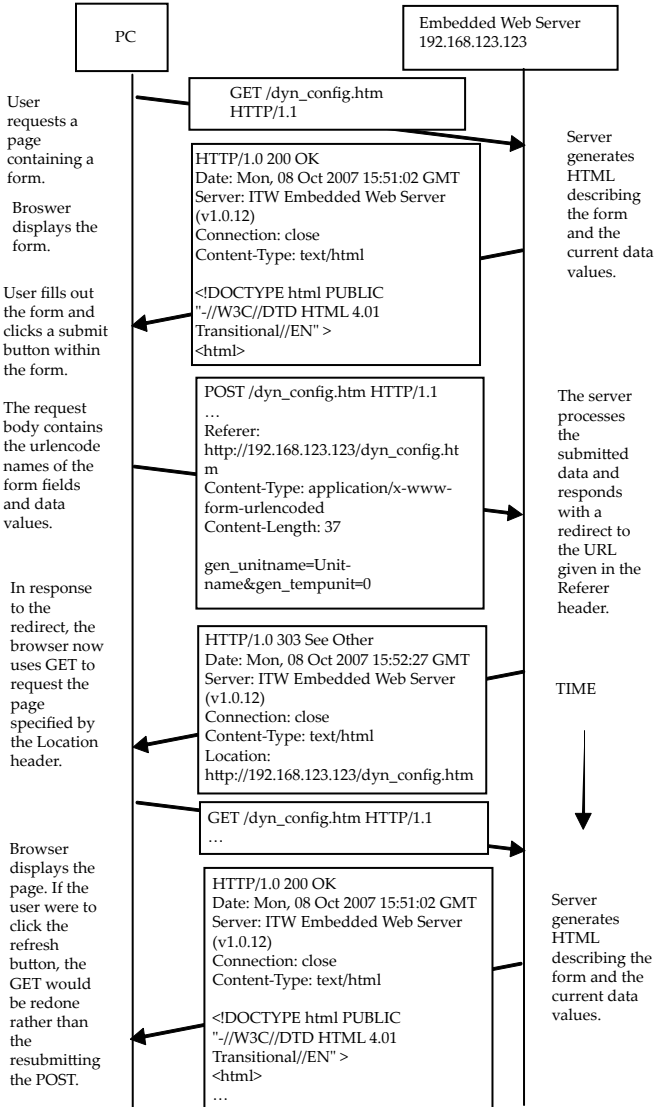 PC
Embedded Web Server
192.168.123.123
User
requests a
page
containing a
form.
GET /dyn_config.htm
HTTP/1.1
Server
generates
HTML
describing
the form
and the
current data
values.
HTTP/1.0 200 OK
Date: Mon, 08 Oct 2007 15:51:02 GMT
Server: ITW Embedded Web Server
(v1.0.12)
Connection: close
Content-Type: text/html
<!DOCTYPE html PUBLIC
"-//W3C//DTD HTML 4.01
Transitional//EN" >
<html>
Broswer
displays the
form.
User fills out
the form and
clicks a submit
button within
the form.
The request
body contains
the urlencode
names of the
form fields
and data
values.
POST /dyn_config.htm HTTP/1.1
…
Referer:
http://192.168.123.123/dyn_config.ht
m
Content-Type: application/x-www-
form-urlencoded
Content-Length: 37
gen_unitname=Unit-
name&gen_tempunit=0
The server
processes
the
submitted
data and
responds
with a
redirect to
the URL
given in the
Referer
header.
In response
to the
redirect, the
browser now
uses GET to
request the
page
specified by
the Location
header.
HTTP/1.0 303 See Other
Date: Mon, 08 Oct 2007 15:52:27 GMT
Server: ITW Embedded Web Server
(v1.0.12)
Connection: close
Content-Type: text/html
Location:
http://192.168.123.123/dyn_config.htm
TIME
GET /dyn_config.htm HTTP/1.1
…
Browser
displays the
page. If the
user were to
click the
refresh
button, the
GET would
be redone
rather than
the
resubmitting
the POST.
HTTP/1.0 200 OK
Date: Mon, 08 Oct 2007 15:51:02 GMT
Server: ITW Embedded Web Server
(v1.0.12)
Connection: close
Content-Type: text/html
<!DOCTYPE html PUBLIC
"-//W3C//DTD HTML 4.01
Transitional//EN" >
<html>
…
Server
generates
HTML
describing the
form and the
current data
values.